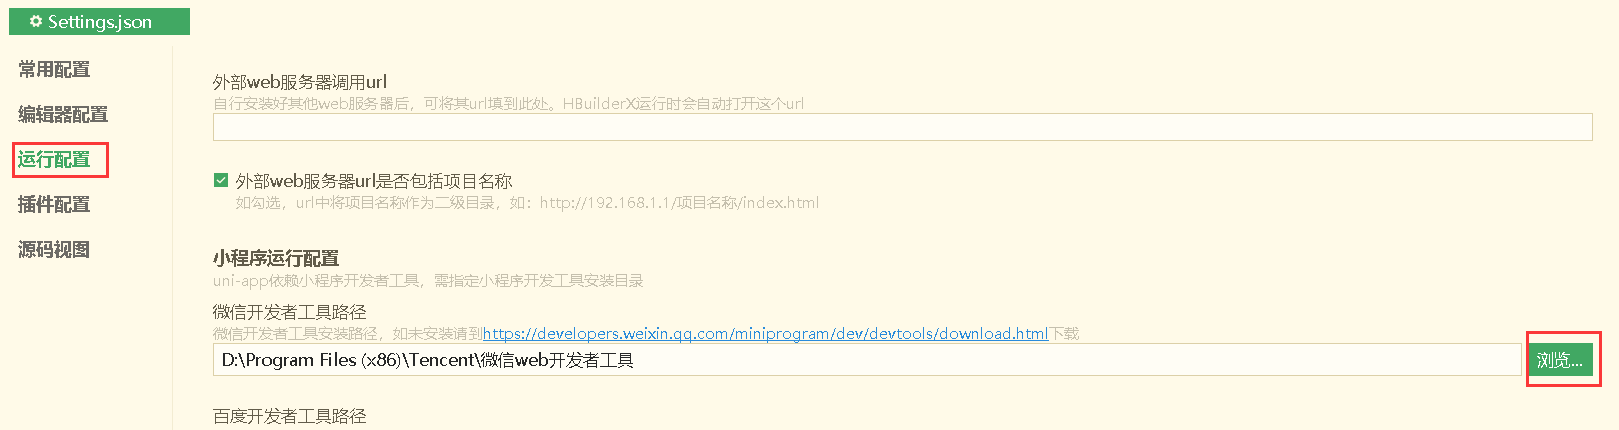 Settings.json
常用配置
编辑器配置
运行配置
插件配置
源码视图
外部web服务器调用url
自行安装好其他web服务器后，可将其url填到此处。HBuilderX运行时会自动打开这个url
外部web服务器url是否包括项目名称
如勾选，url中将项目名称作为二级目录，如：http://192.168.1.1/项目名称/index.html
小程序运行配置
uni-app依赖小程序开发者工具，需指定小程序开发工具安装目录
微信开发者工具路径
微信开发者工具安装路径，如未安装请到https://developers.weixin.qq.com/miniprogram/dev/devtools/download.html下载
D:\Program Files (x86)\Tencent\微信web开发者工具
浏览...
百度开发者工具路径